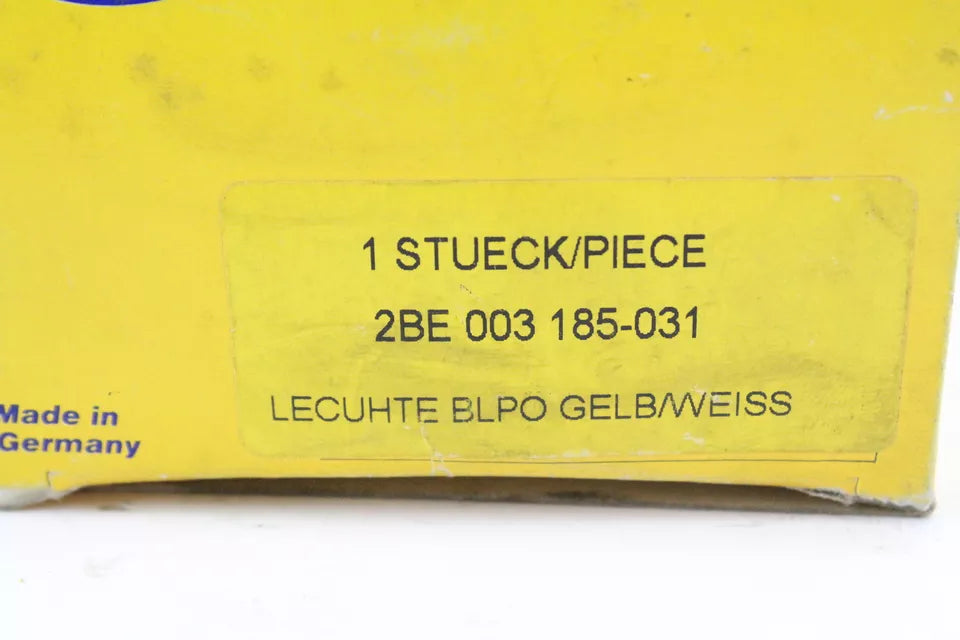 1 STUECK/PIECE
2BE 003 185-031
LECUHTE BLPO GELB/WEISS
Made in
Germany